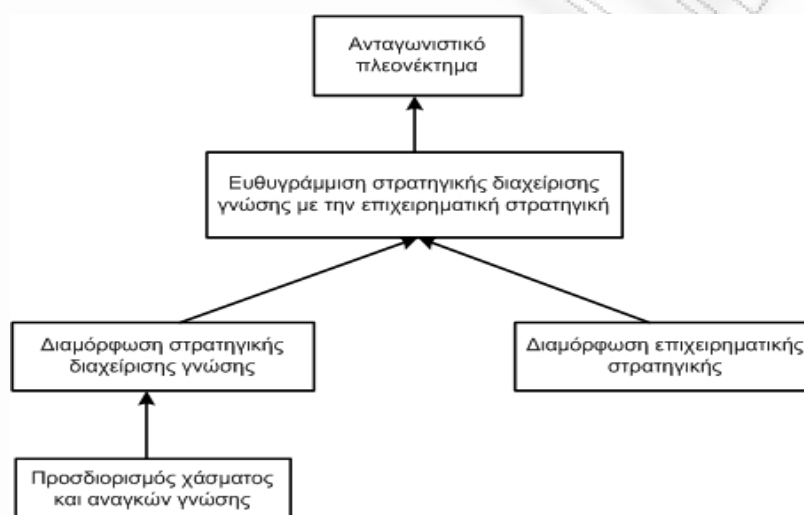 Ανταγωνιστικό
πλεονέκτημα
Ευθυγράμμιση στρατηγικής διαχείρισης
γνώσης με την επιχειρηματική στρατηγική
Διαμόρφωση στρατηγικής
διαχείρισης γνώσης
Διαμόρφωση επιχειρηματικής
στρατηγικής
Προσδιορισμός χάσματος
και αναγκών γνώσης